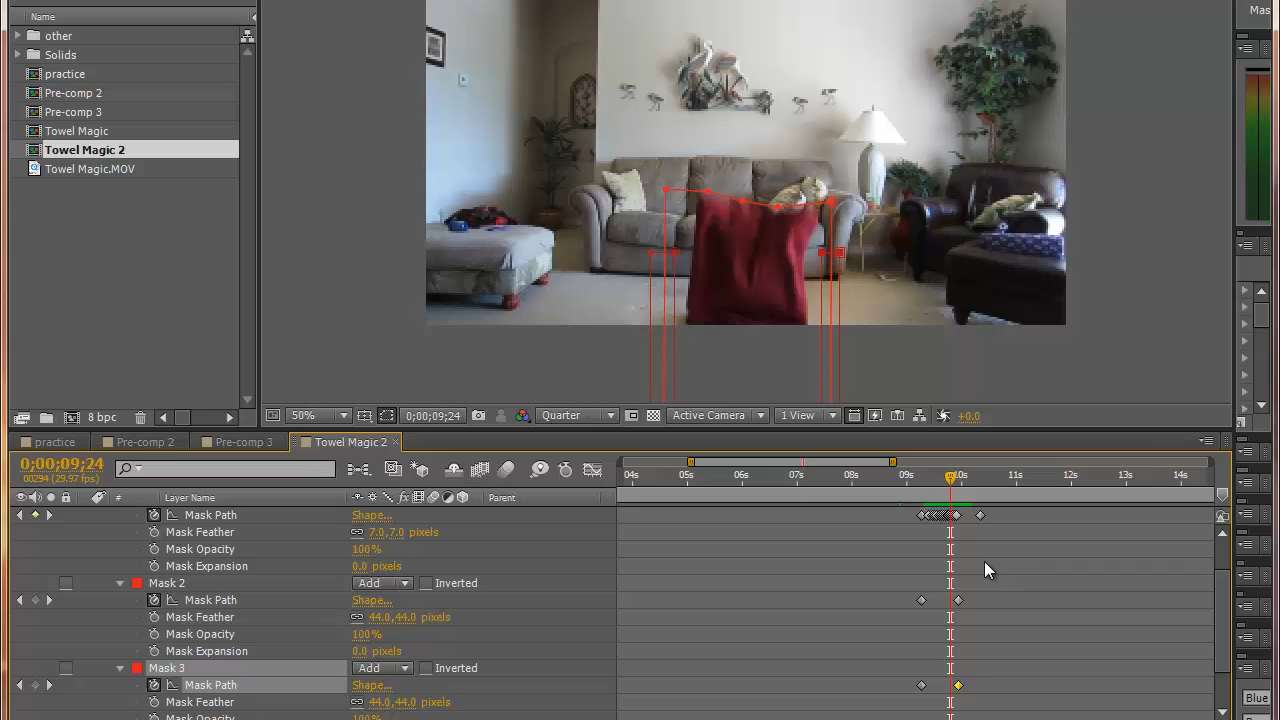 Name
Mas
other
Solids
practice
Pre-comp 2
Pre-comp 3
Towel Magic
Towel Magic 2
Towel Magic.MOV
8 bpc
50%
0;00;09;24
Quarter
Active Camera
1 View
+0.0
practice
Pre-comp 2
Pre-comp 3
Towel Magic 2
0;00;09;24
00294 (29.97 fps)
04s 05s 06s 07s 08s 09s 10s 11s 12s 13s 14s
# Layer Name Parent
fx
Mask Path Shape...
Mask Feather 7.0,7.0 pixels
Mask Opacity 100%
Mask Expansion 0.0 pixels
Mask 2 Add Inverted
Mask Path Shape...
Mask Feather 44.0,44.0 pixels
Mask Opacity 100%
Mask Expansion 0.0 pixels
Mask 3 Add Inverted
Mask Path Shape...
Mask Feather 44.0,44.0 pixels
Blue